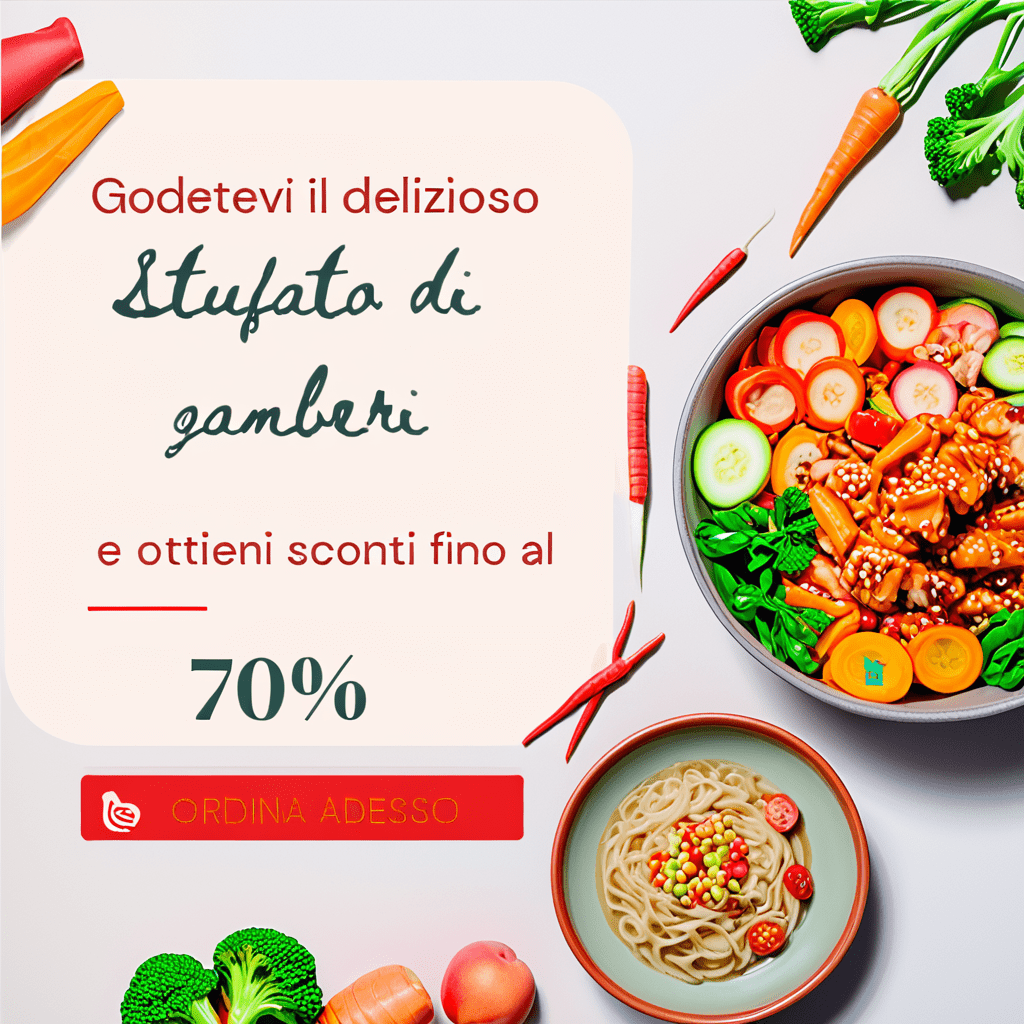 Godetevi il delizioso
Stufato di
gamberi
e ottieni sconti fino al
70%
ORDINA ADESSO